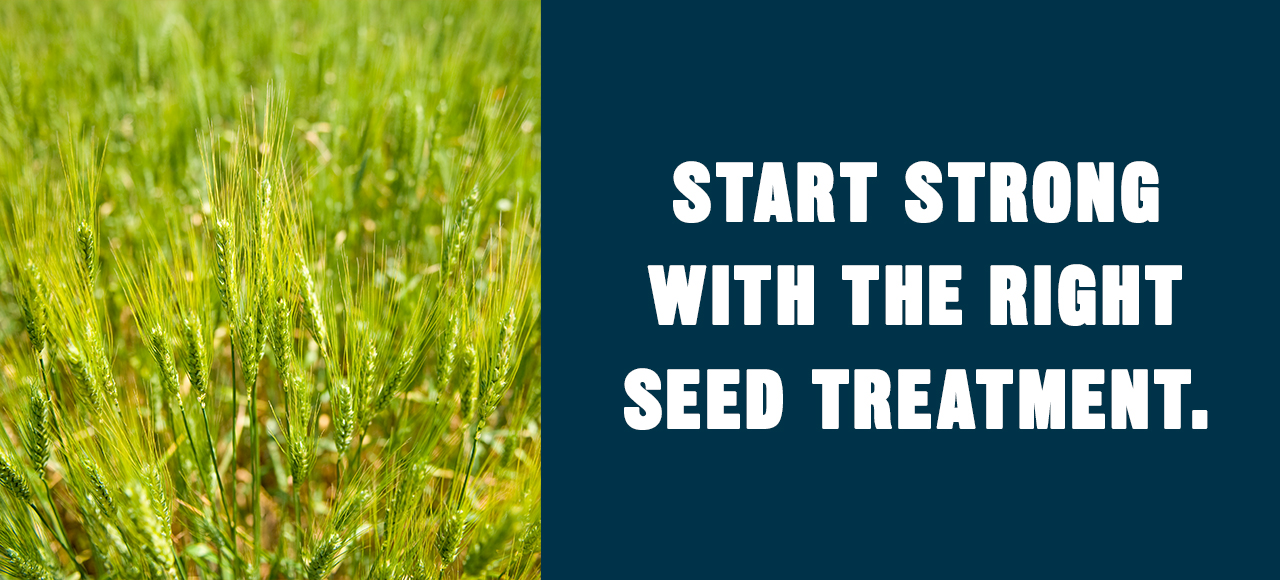 START STRONG
WITH THE RIGHT
SEED TREATMENT.